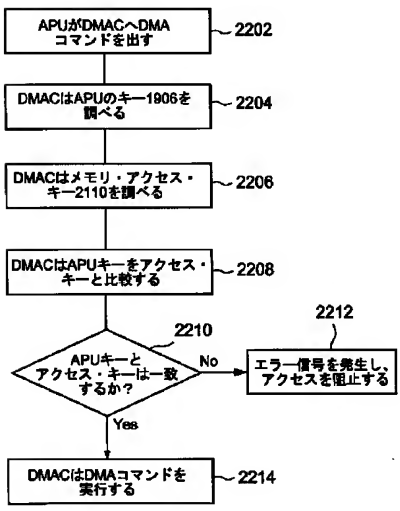 APUがDMACへDMA
コマンドを出す
2202
DMACはAPUのキー1906を
調べる
2204
DMACはメモリ・アクセス・
キー2110を調べる
2206
DMACはAPUキーをアクセス・
キーと比較する
2208
2210
APUキーと
アクセス・キーは一致
するか?
No
2212
エラー信号を発生し、
アクセスを阻止する
Yes
DMACはDMAコマンドを
実行する
2214